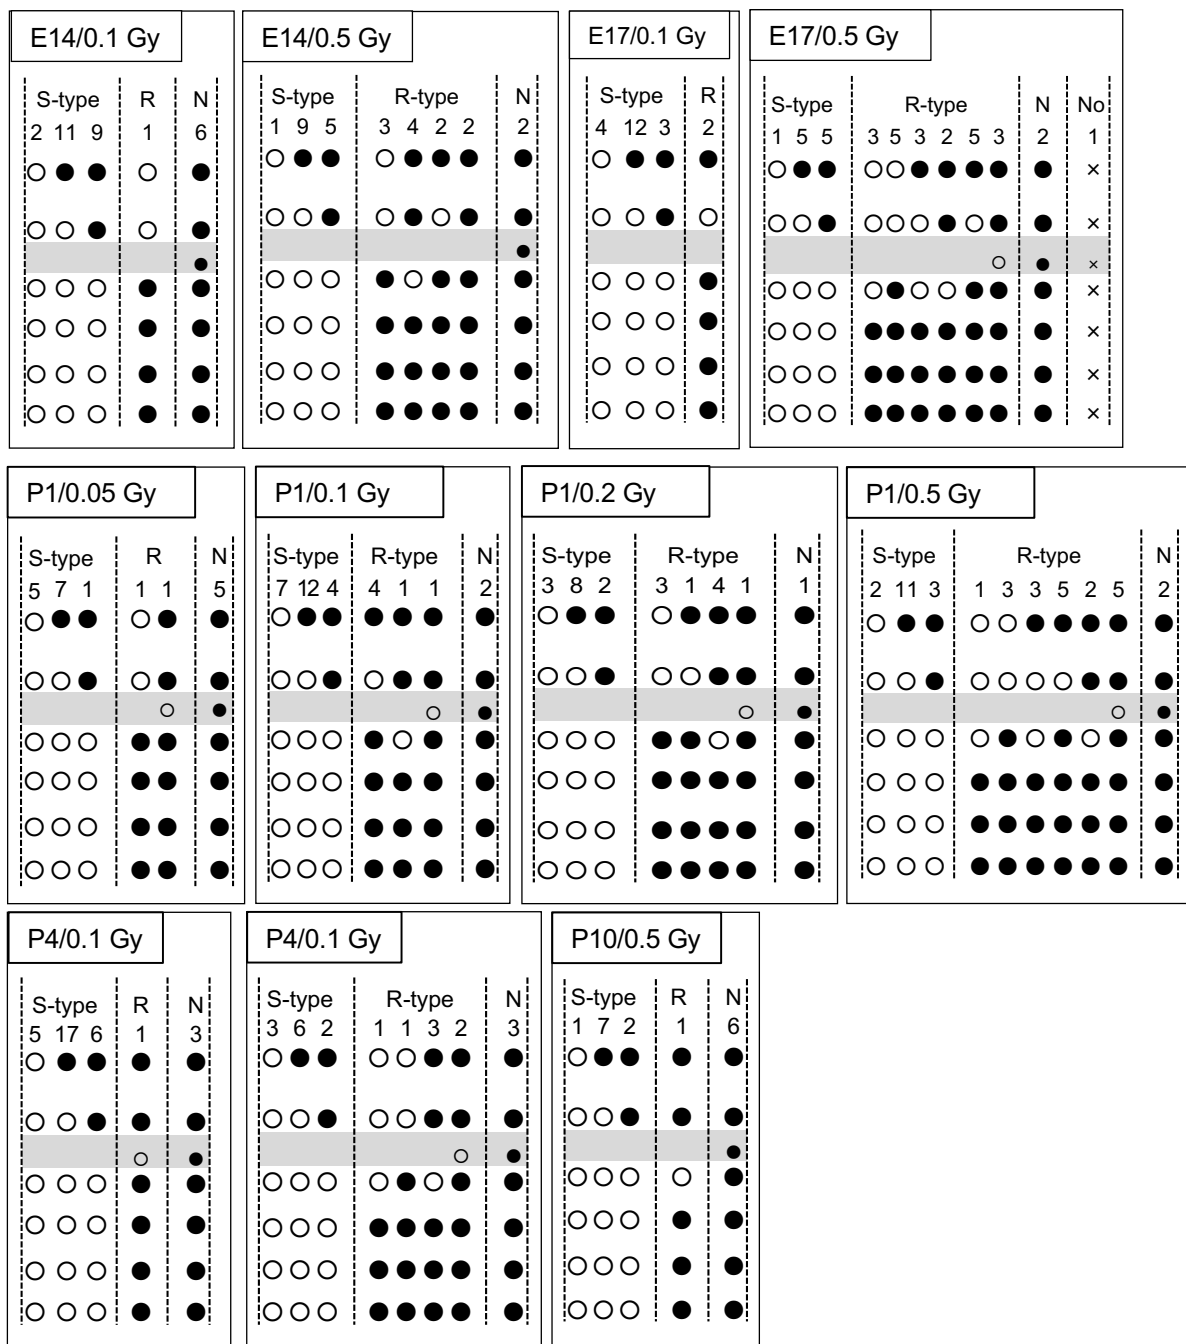 E14/0.1 Gy
S-type R N
2 11 9 1 6
E14/0.5 Gy
S-type R-type N
1 9 5 3 4 2 2 2
E17/0.1 Gy
S-type R
4 12 3 2
E17/0.5 Gy
S-type R-type N No
1 5 5 3 5 3 2 5 3 2 1
P1/0.05 Gy
S-type R N
5 7 1 1 1 5
P1/0.1 Gy
S-type R-type N
7 12 4 4 1 1 2
P1/0.2 Gy
S-type R-type N
3 8 2 3 1 4 1 1
P1/0.5 Gy
S-type R-type N
2 11 3 1 3 3 5 2 5 2
P4/0.1 Gy
S-type R N
5 17 6 1 3
P4/0.1 Gy
S-type R-type N
3 6 2 1 1 3 2 3
P10/0.5 Gy
S-type R N
1 7 2 1 6